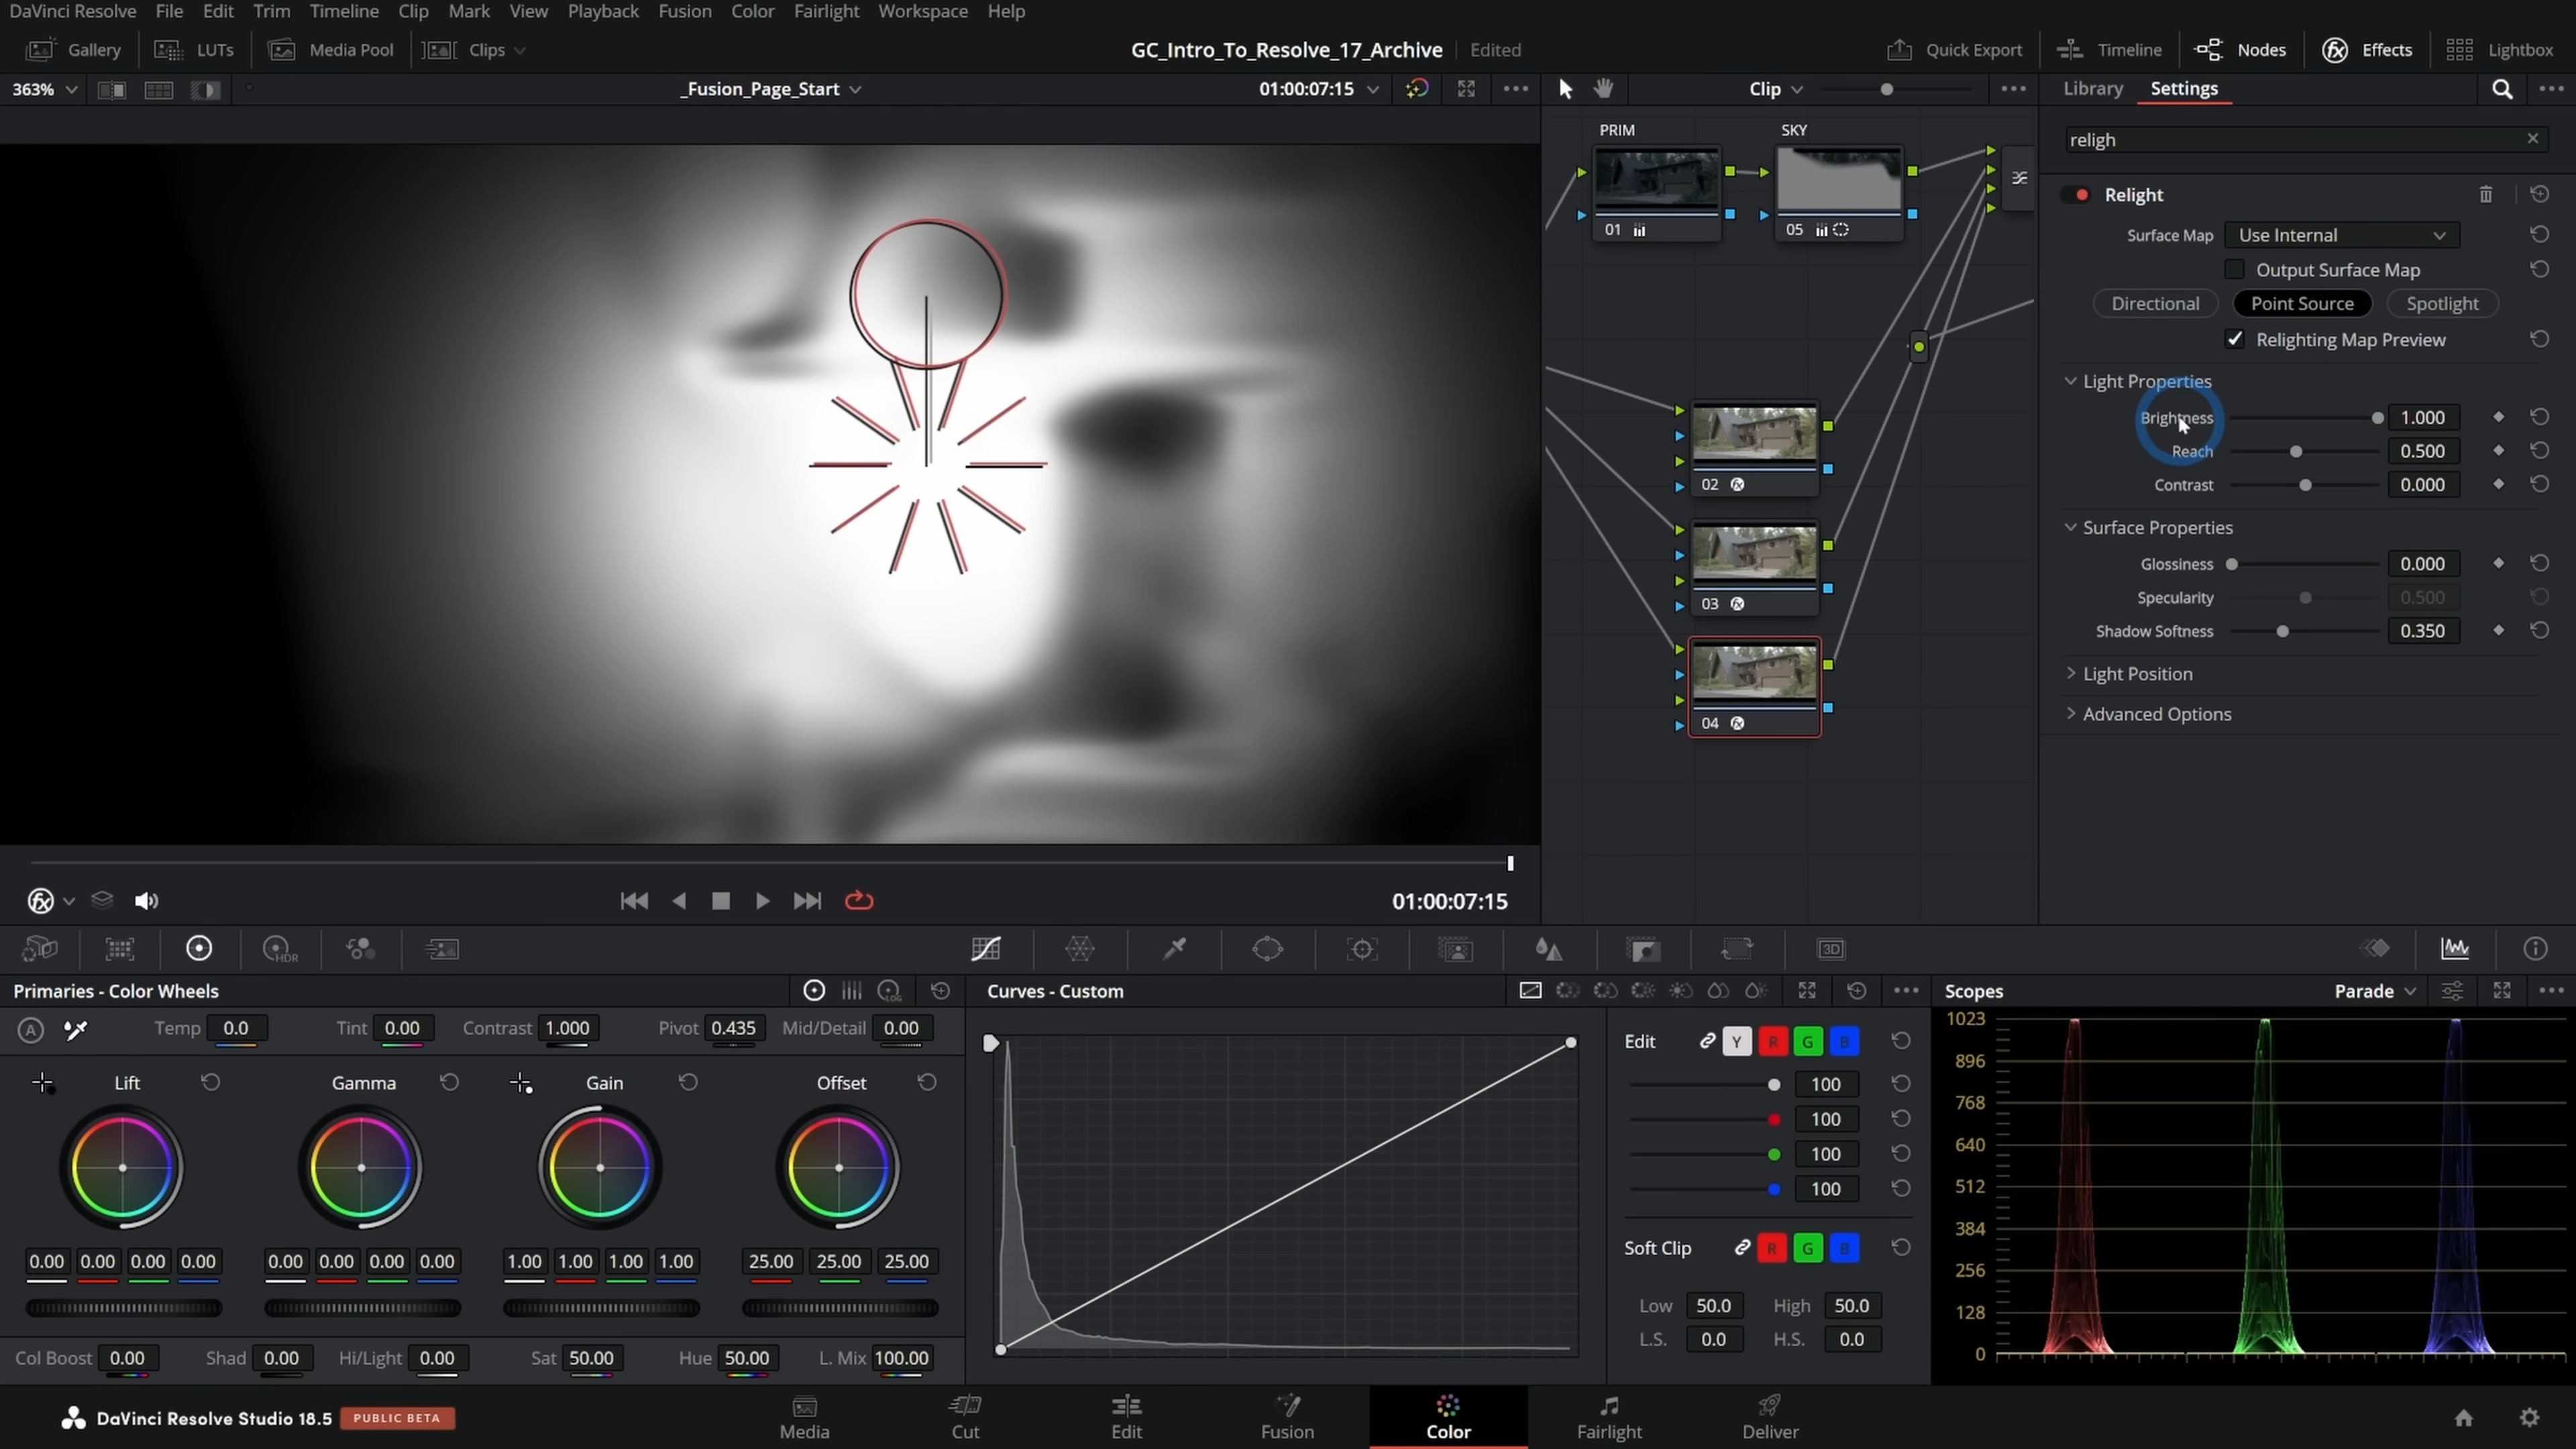 DaVinci Resolve File Edit Trim Timeline Clip Mark View Playback Fusion Color Fairlight Workspace Help
Gallery LUTs Media Pool Clips GC_Intro_To_Resolve_17_Archive Edited Quick Export Timeline Nodes Effects Lightbox
363% _Fusion_Page_Start 01:00:07:15 Clip Library Settings
PRIM SKY
religh
01 05
Relight
Surface Map Use Internal
Output Surface Map
Directional Point Source Spotlight
Relighting Map Preview
Light Properties
Brightness 1.000
Reach 0.500
Contrast 0.000
02
Surface Properties
Glossiness 0.000
Specularity 0.500
03
Shadow Softness 0.350
Light Position
Advanced Options
04
01:00:07:15
HDR 3D
Primaries - Color Wheels LOG Curves - Custom Scopes Parade
A Temp 0.0 Tint 0.00 Contrast 1.000 Pivot 0.435 Mid/Detail 0.00
Edit Y R G B
Lift Gamma Gain Offset
100
100
100
100
0.00 0.00 0.00 0.00 0.00 0.00 0.00 0.00 1.00 1.00 1.00 1.00 25.00 25.00 25.00
Soft Clip R G B
Low 50.0 High 50.0
L.S. 0.0 H.S. 0.0
Col Boost 0.00 Shad 0.00 Hi/Light 0.00 Sat 50.00 Hue 50.00 L. Mix 100.00
1023
896
768
640
512
384
256
128
0
DaVinci Resolve Studio 18.5 PUBLIC BETA
Media Cut Edit Fusion Color Fairlight Deliver